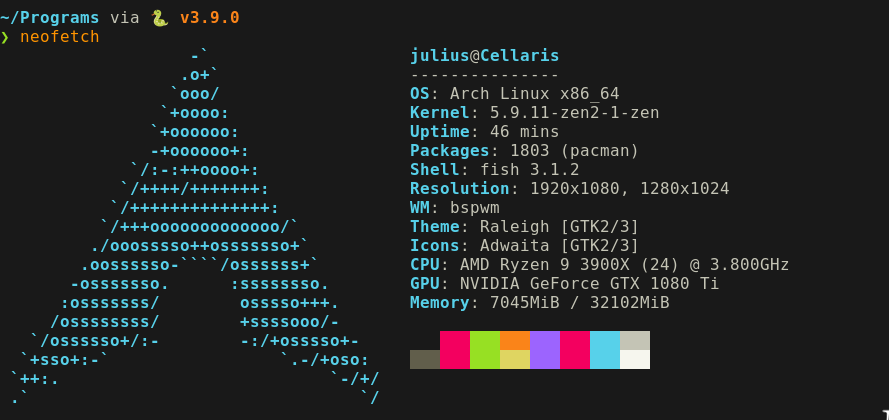 ~/Programs via 🐍 v3.9.0
❯ neofetch
                   -`
                  .o+`
                 `ooo/
                `+oooo:
               `+oooooo:
               -+oooooo+:
             `/:-:++oooo+:
            `/++++/+++++++:
           `/++++++++++++++:
          `/+++ooooooooooooo/`
         ./ooosssso++osssssso+`
        .oossssso-````/ossssss+`
       -osssssso.      :ssssssso.
      :osssssss/        osssso+++.
     /ossssssss/        +ssssooo/-
   `/ossssso+/:-        -:/+osssso+-
  `+sso+:-`                 `.-/+oso:
 `++:.                           `-/+/
 .`                                 `/
julius@Cellaris
---------------
OS: Arch Linux x86_64
Kernel: 5.9.11-zen2-1-zen
Uptime: 46 mins
Packages: 1803 (pacman)
Shell: fish 3.1.2
Resolution: 1920x1080, 1280x1024
WM: bspwm
Theme: Raleigh [GTK2/3]
Icons: Adwaita [GTK2/3]
CPU: AMD Ryzen 9 3900X (24) @ 3.800GHz
GPU: NVIDIA GeForce GTX 1080 Ti
Memory: 7045MiB / 32102MiB